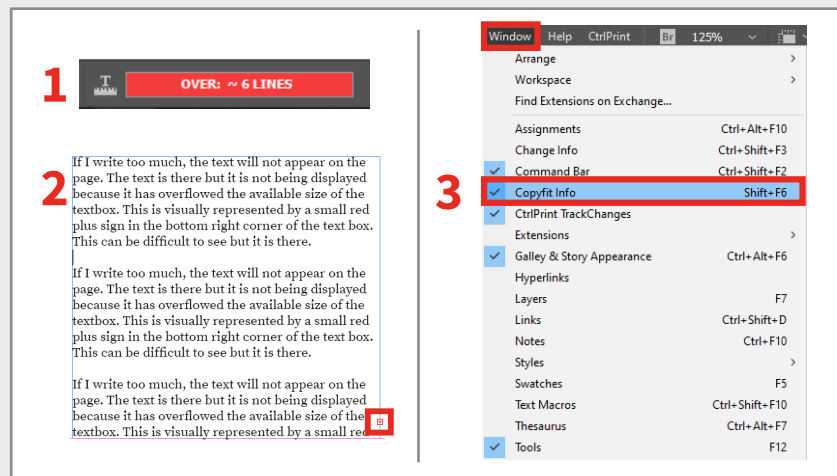 1
OVER: ~ 6 LINES
2
If I write too much, the text will not appear on the
page. The text is there but it is not being displayed
because it has overflowed the available size of the
textbox. This is visually represented by a small red
plus sign in the bottom right corner of the text box.
This can be difficult to see but it is there.
If I write too much, the text will not appear on the
page. The text is there but it is not being displayed
because it has overflowed the available size of the
textbox. This is visually represented by a small red
plus sign in the bottom right corner of the text box.
This can be difficult to see but it is there.
If I write too much, the text will not appear on the
page. The text is there but it is not being displayed
because it has overflowed the available size of the
textbox. This is visually represented by a small red
3
Window Help CtrlPrint Br 125%
Arrange
Workspace
Find Extensions on Exchange...
Assignments Ctrl+Alt+F10
Change Info Ctrl+Shift+F3
Command Bar Ctrl+Shift+F2
Copyfit Info Shift+F6
CtrlPrint TrackChanges
Extensions
Galley & Story Appearance Ctrl+Alt+F6
Hyperlinks
Layers F7
Links Ctrl+Shift+D
Notes Ctrl+F10
Styles
Swatches F5
Text Macros Ctrl+Shift+F10
Thesaurus Ctrl+Alt+F7
Tools F12